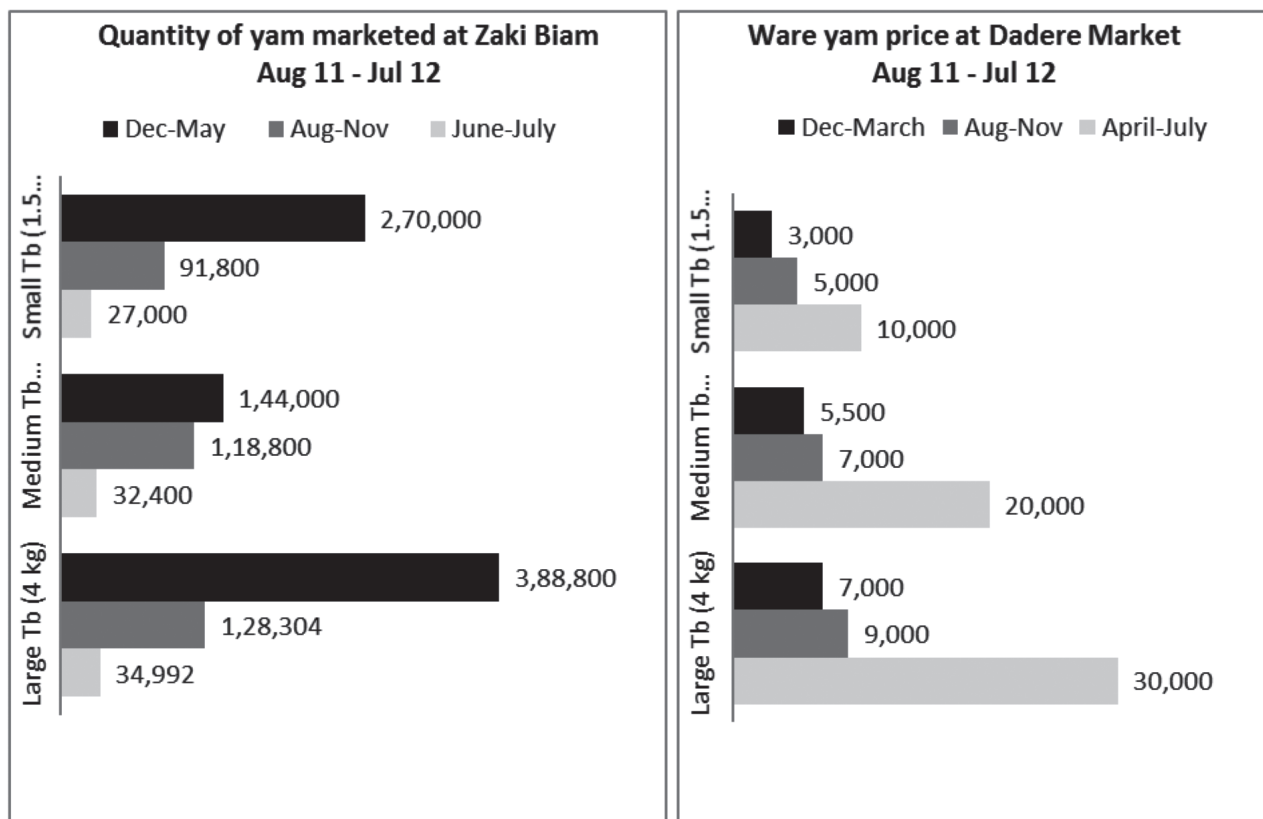 Quantity of yam marketed at Zaki Biam
Aug 11 - Jul 12
Dec-May Aug-Nov June-July
Small Tb (1.5...
2,70,000
91,800
27,000
Medium Tb...
1,44,000
1,18,800
32,400
Large Tb (4 kg)
3,88,800
1,28,304
34,992
Ware yam price at Dadere Market
Aug 11 - Jul 12
Dec-March Aug-Nov April-July
Small Tb (1.5...
3,000
5,000
10,000
Medium Tb...
5,500
7,000
20,000
Large Tb (4 kg)
7,000
9,000
30,000